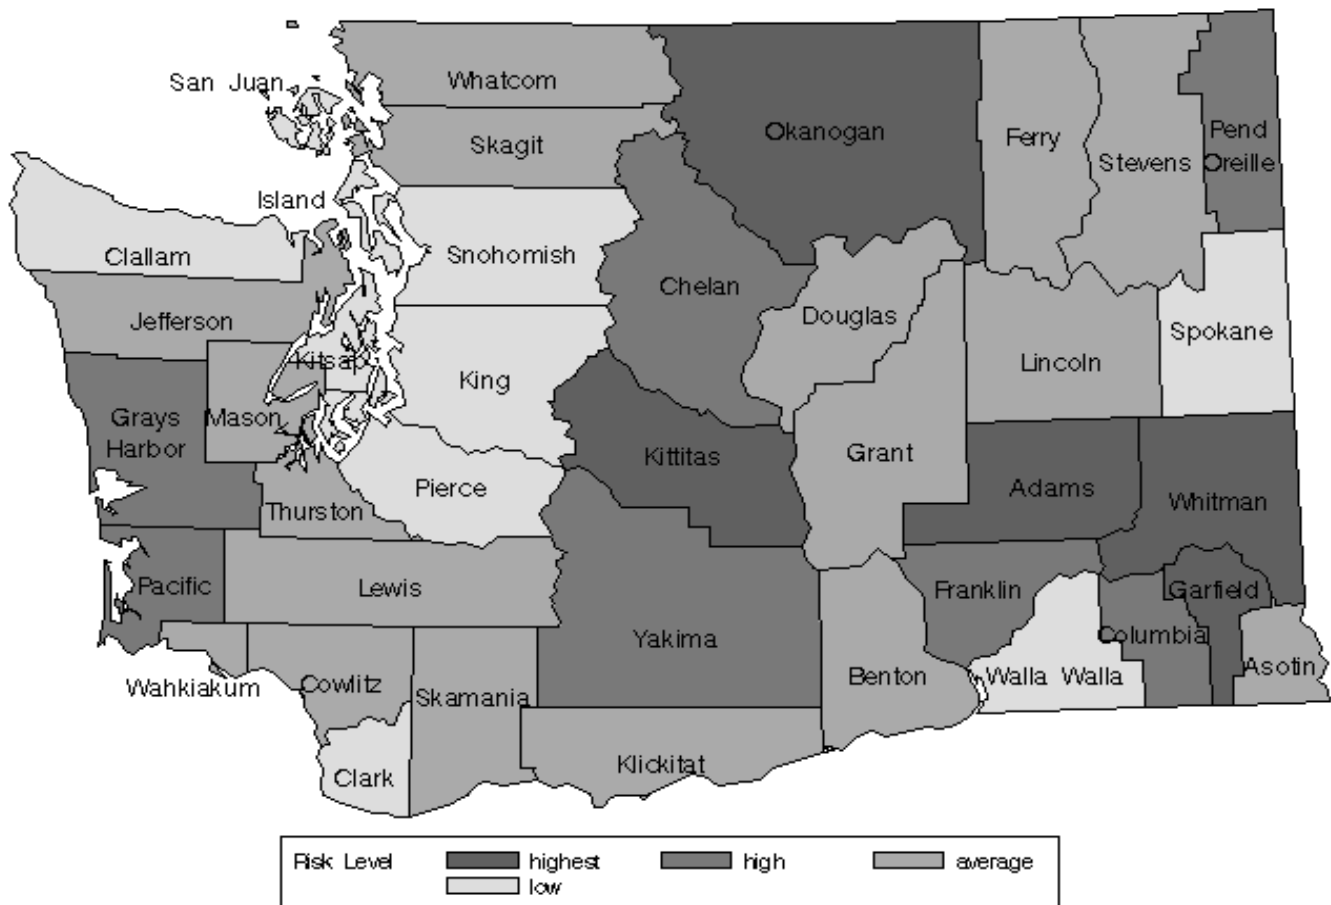 San Juan
Whatcom
Okanogan
Ferry
Stevens
Pend
Oreille
Skagit
Island
Clallam
Snohomish
Chelan
Jefferson
Douglas
Spokane
Kitsap
King
Lincoln
Grays
Harbor
Mason
Kittitas
Grant
Pierce
Adams
Whitman
Thurston
Pacific
Lewis
Franklin
Garfield
Yakima
Columbia
Wahkiakum
Cowlitz
Skamania
Benton
Walla Walla
Asotin
Clark
Klickitat
Risk Level highest high average
low